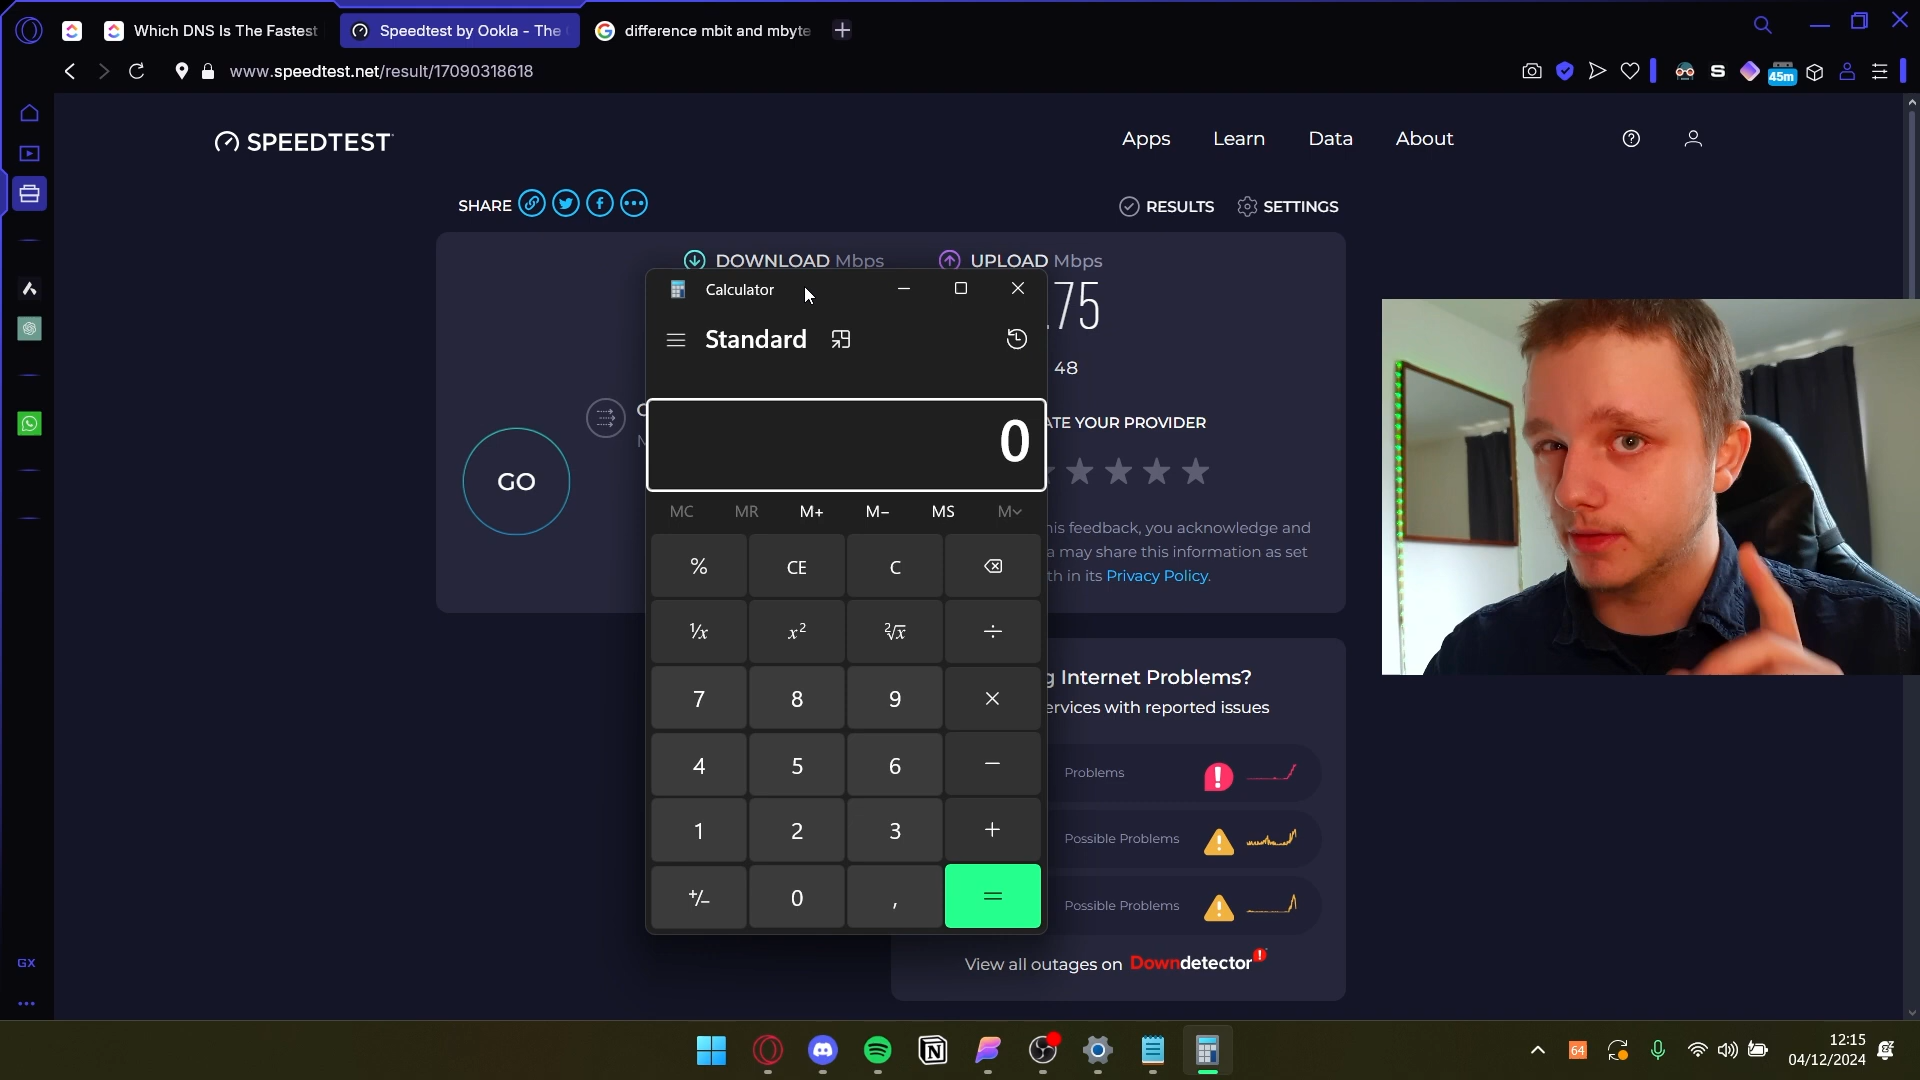 Which DNS Is The Fastest
Speedtest by Ookla - The
difference mbit and mbyte
www.speedtest.net/result/17090318618
45m
SPEEDTEST
Apps
Learn
Data
About
SHARE
RESULTS
SETTINGS
DOWNLOAD Mbps
UPLOAD Mbps
.75
48
Calculator
Standard
0
MC
MR
M+
M−
MS
M
%
CE
C
⅟x
x²
²√x
÷
7
8
9
×
4
5
6
−
1
2
3
+
+/−
0
,
=
GO
ATE YOUR PROVIDER
is feedback, you acknowledge and
a may share this information as set
th in its Privacy Policy.
Internet Problems?
ervices with reported issues
Problems
Possible Problems
Possible Problems
View all outages on Downdetector
GX
64
12:15
04/12/2024